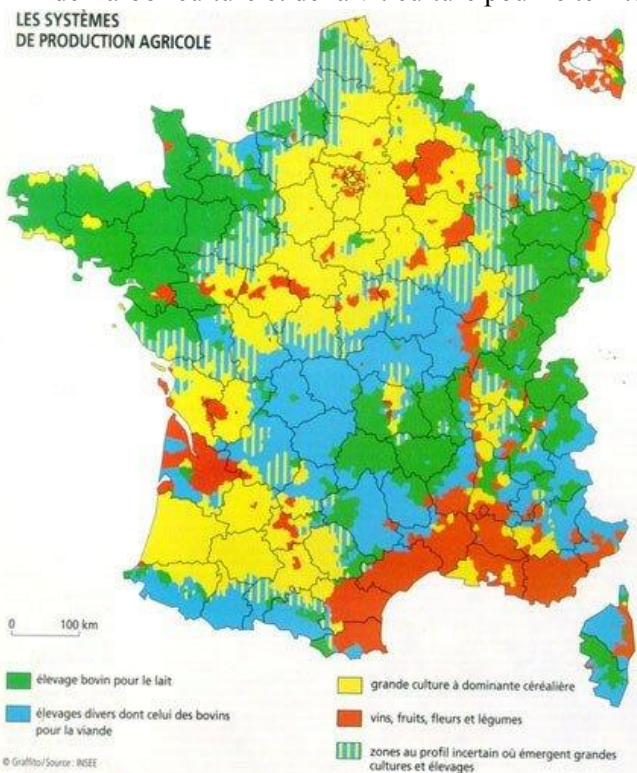 LES SYSTÈMES
DE PRODUCTION AGRICOLE
0 100 km
élevage bovin pour le lait
élevages divers dont celui des bovins
pour la viande
grande culture à dominante céréalière
vins, fruits, fleurs et légumes
zones au profil incertain où émergent grandes
cultures et élevages
© Graffito/Source : INSEE